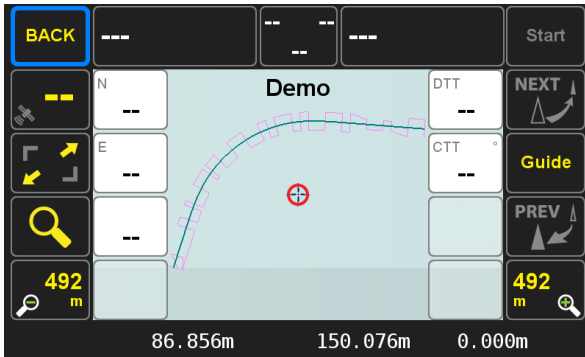 BACK
---
-- --
--
---
Start
--
N
--
Demo
DTT
--
NEXT
E
--
CTT °
--
Guide
--
PREV
492
m
492
m
86.856m 150.076m 0.000m